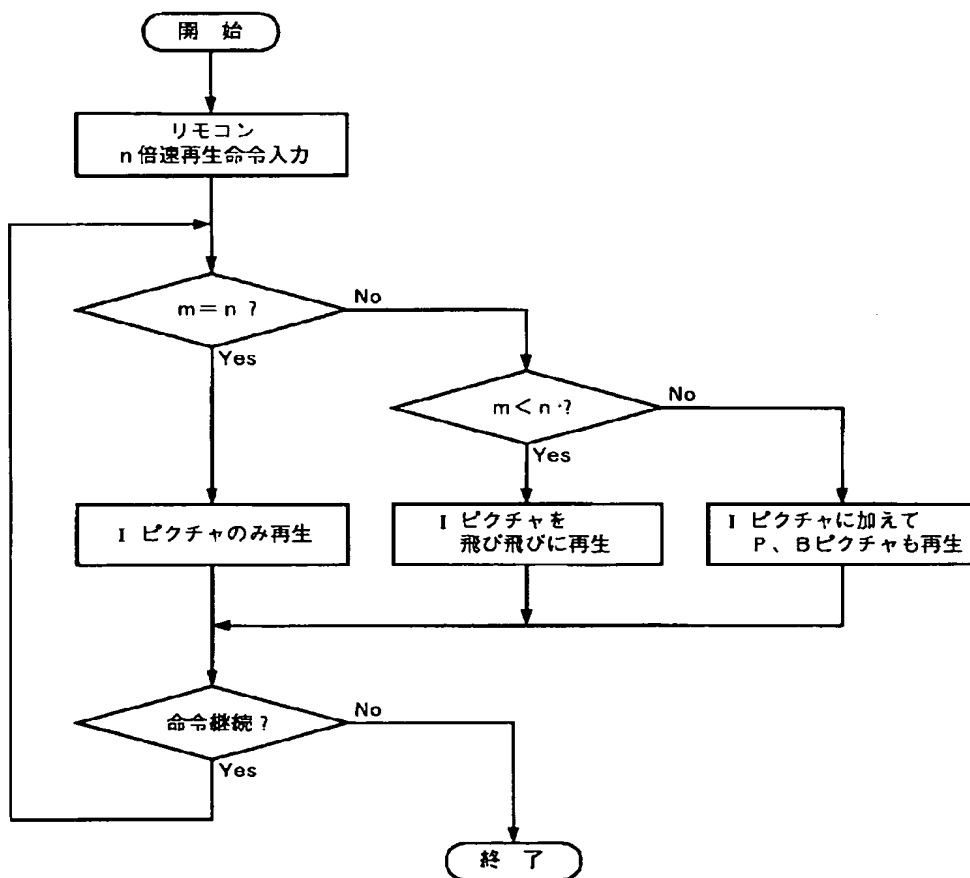 開 始
リモコン
n倍速再生命令入力
m=n?
No
Yes
m<n?
No
Yes
I ピクチャのみ再生
I ピクチャを
飛び飛びに再生
I ピクチャに加えて
P、Bピクチャも再生
命令継続?
No
Yes
終 了